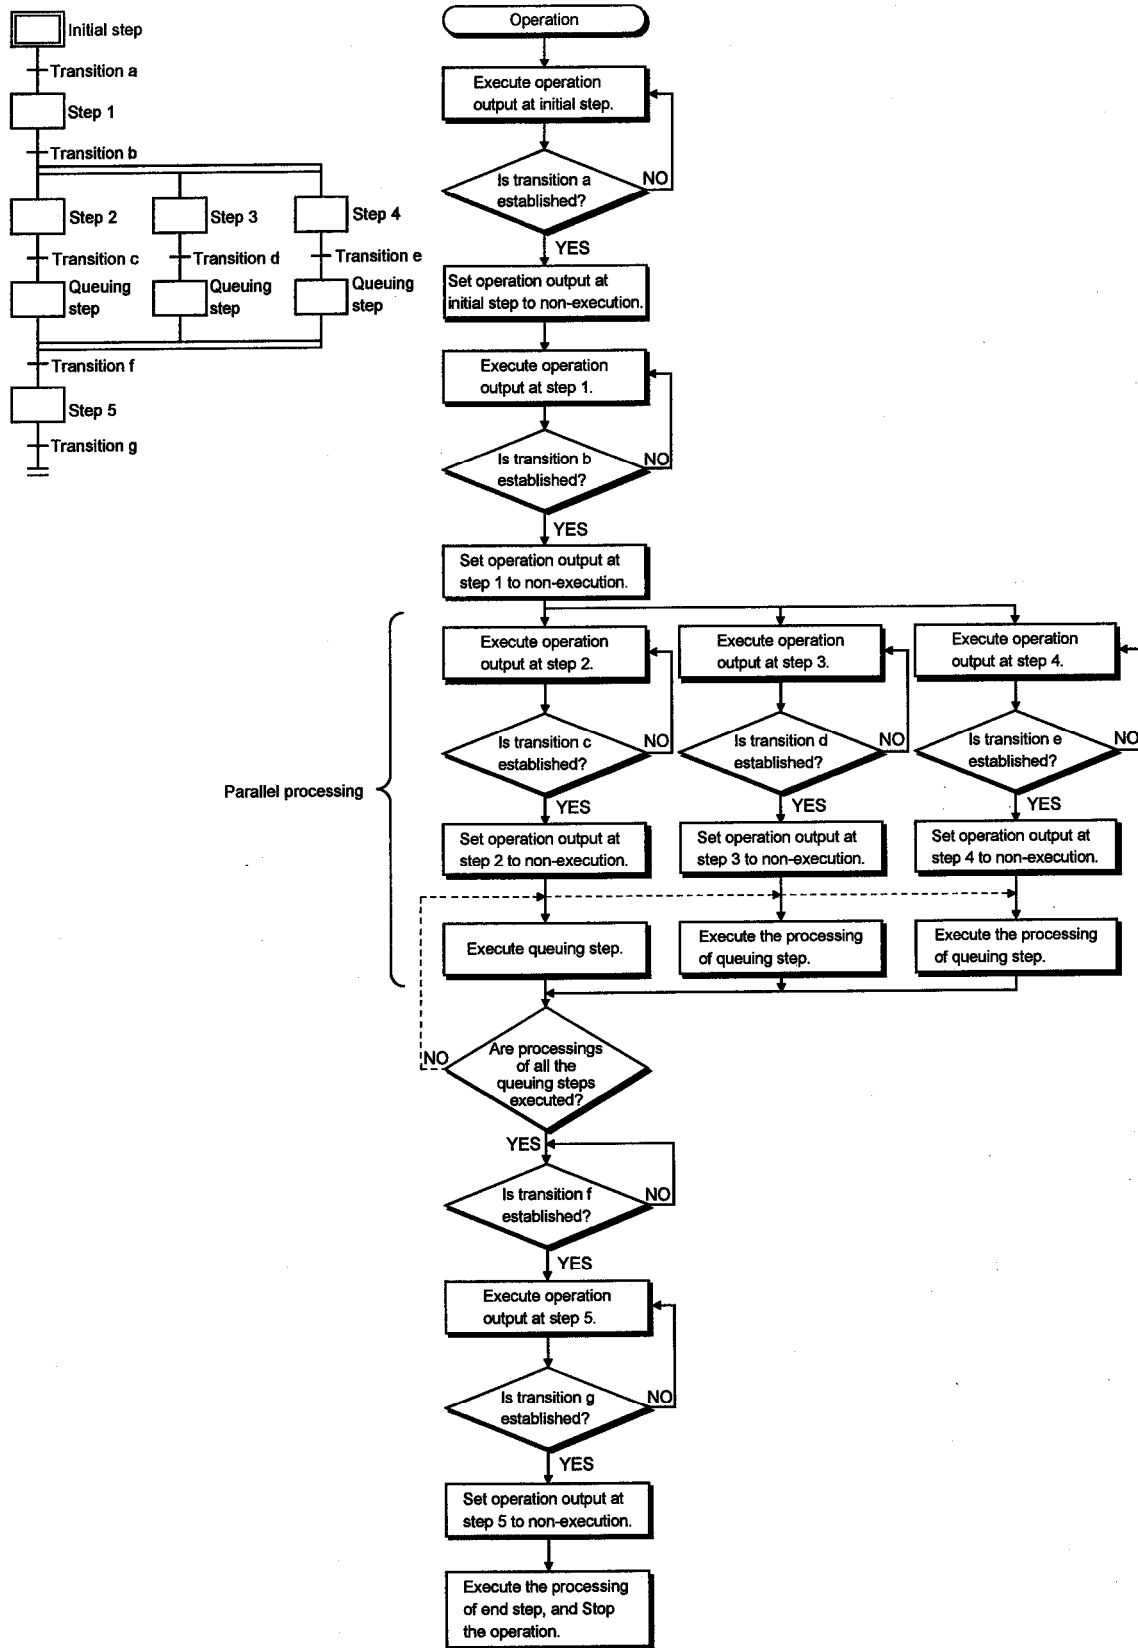 Initial step
Transition a
Step 1
Transition b
Step 2
Step 3
Step 4
Transition c
Transition d
Transition e
Queuing
step
Queuing
step
Queuing
step
Transition f
Step 5
Transition g
Operation
Execute operation
output at initial step.
Is transition a
established?
NO
YES
Set operation output at
initial step to non-execution.
Execute operation
output at step 1.
Is transition b
established?
NO
YES
Set operation output at
step 1 to non-execution.
Parallel processing
Execute operation
output at step 2.
Execute operation
output at step 3.
Execute operation
output at step 4.
Is transition c
established?
NO
Is transition d
established?
NO
Is transition e
established?
NO
YES
YES
YES
Set operation output at
step 2 to non-execution.
Set operation output at
step 3 to non-execution.
Set operation output at
step 4 to non-execution.
Execute queuing step.
Execute the processing
of queuing step.
Execute the processing
of queuing step.
NO
Are processings
of all the
queuing steps
executed?
YES
Is transition f
established?
NO
YES
Execute operation
output at step 5.
Is transition g
established?
NO
YES
Set operation output at
step 5 to non-execution.
Execute the processing
of end step, and Stop
the operation.